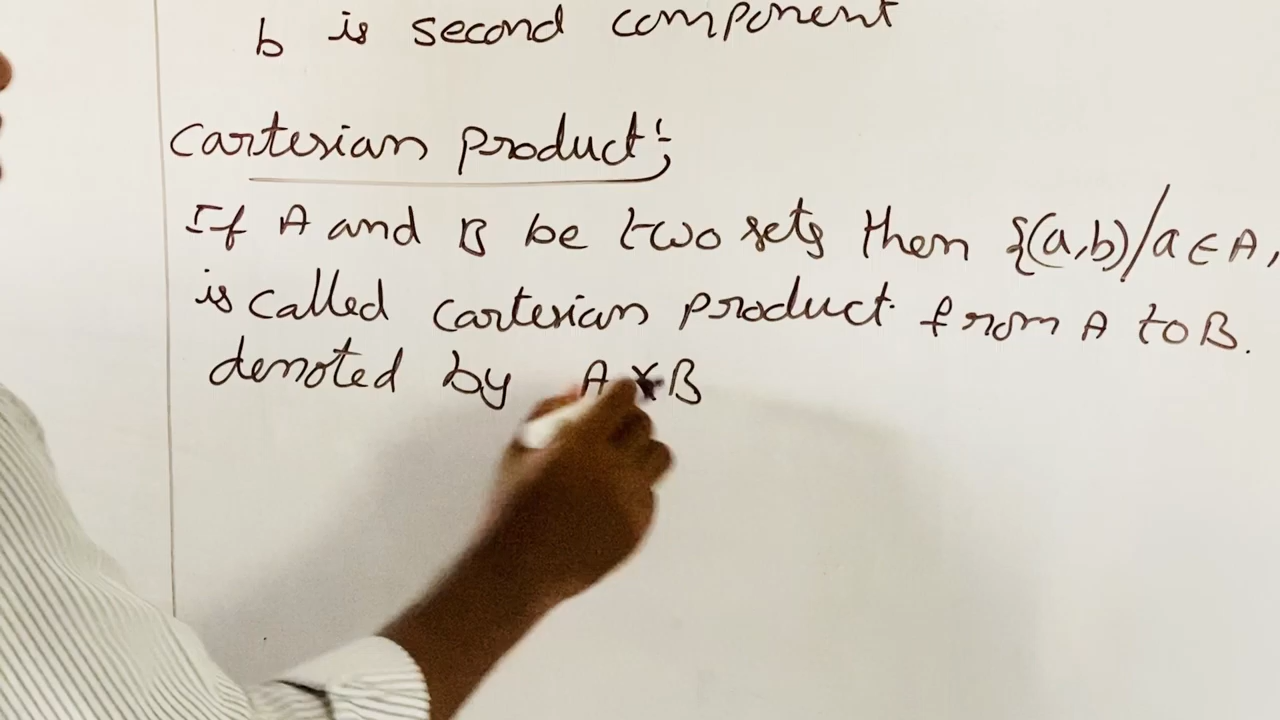 b is second component
Cartesian product:
If A and B be two sets then {(a,b)/a∈A,
is called Cartesian product from A to B.
denoted by A×B